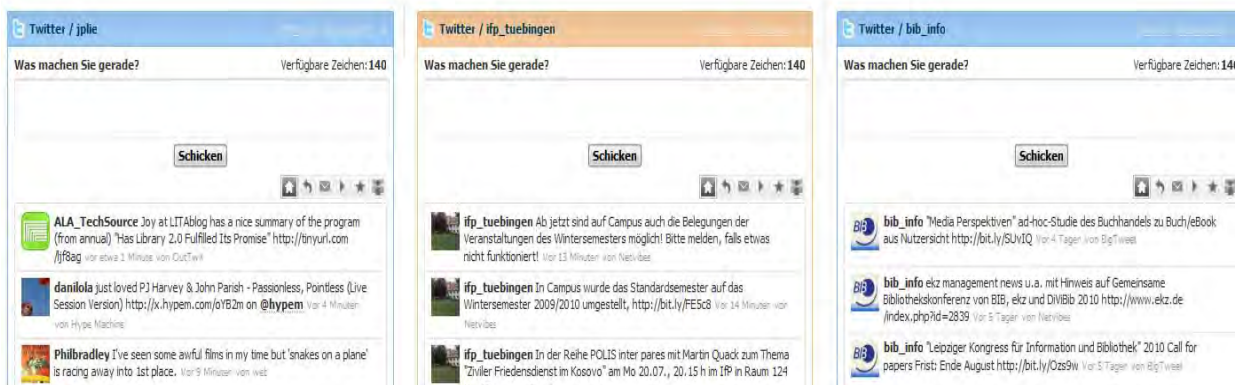 Twitter / jplie
Was machen Sie gerade? Verfügbare Zeichen: 140
Schicken
ALA_TechSource Joy at LITAblog has a nice summary of the program
(from annual) "Has Library 2.0 Fulfilled Its Promise" http://tinyurl.com
/ljf8ag vor etwa 1 Minute von OutTwit
danilola just loved PJ Harvey & John Parish - Passionless, Pointless (Live
Session Version) http://x.hypem.com/oYB2m on @hypem Vor 4 Minuten
von Hype Machine
Philbradley I've seen some awful films in my time but 'snakes on a plane'
is racing away into 1st place. Vor 9 Minuten von web
Twitter / ifp_tuebingen
Was machen Sie gerade? Verfügbare Zeichen: 140
Schicken
ifp_tuebingen Ab jetzt sind auf Campus auch die Belegungen der
Veranstaltungen des Wintersemesters möglich! Bitte melden, falls etwas
nicht funktioniert! Vor 13 Minuten von Netvibes
ifp_tuebingen In Campus wurde das Standardsemester auf das
Wintersemester 2009/2010 umgestellt, http://bit.ly/FE5c8 Vor 14 Minuten von
Netvibes
ifp_tuebingen In der Reihe POLIS inter pares mit Martin Quack zum Thema
"Ziviler Friedensdienst im Kosovo" am Mo 20.07., 20.15 h im IfP in Raum 124
Twitter / bib_info
Was machen Sie gerade? Verfügbare Zeichen: 140
Schicken
BIB
bib_info "Media Perspektiven" ad-hoc-Studie des Buchhandels zu Buch/eBook
aus Nutzersicht http://bit.ly/SUvIQ Vor 4 Tagen von BigTweet
BIB
bib_info ekz management news u.a. mit Hinweis auf Gemeinsame
Bibliothekskonferenz von BIB, ekz und DiViBib 2010 http://www.ekz.de
/index.php?id=2839 Vor 5 Tagen von Netvibes
BIB
bib_info "Leipziger Kongress für Information und Bibliothek" 2010 Call for
papers Frist: Ende August http://bit.ly/Ozs9w Vor 5 Tagen von BigTweet